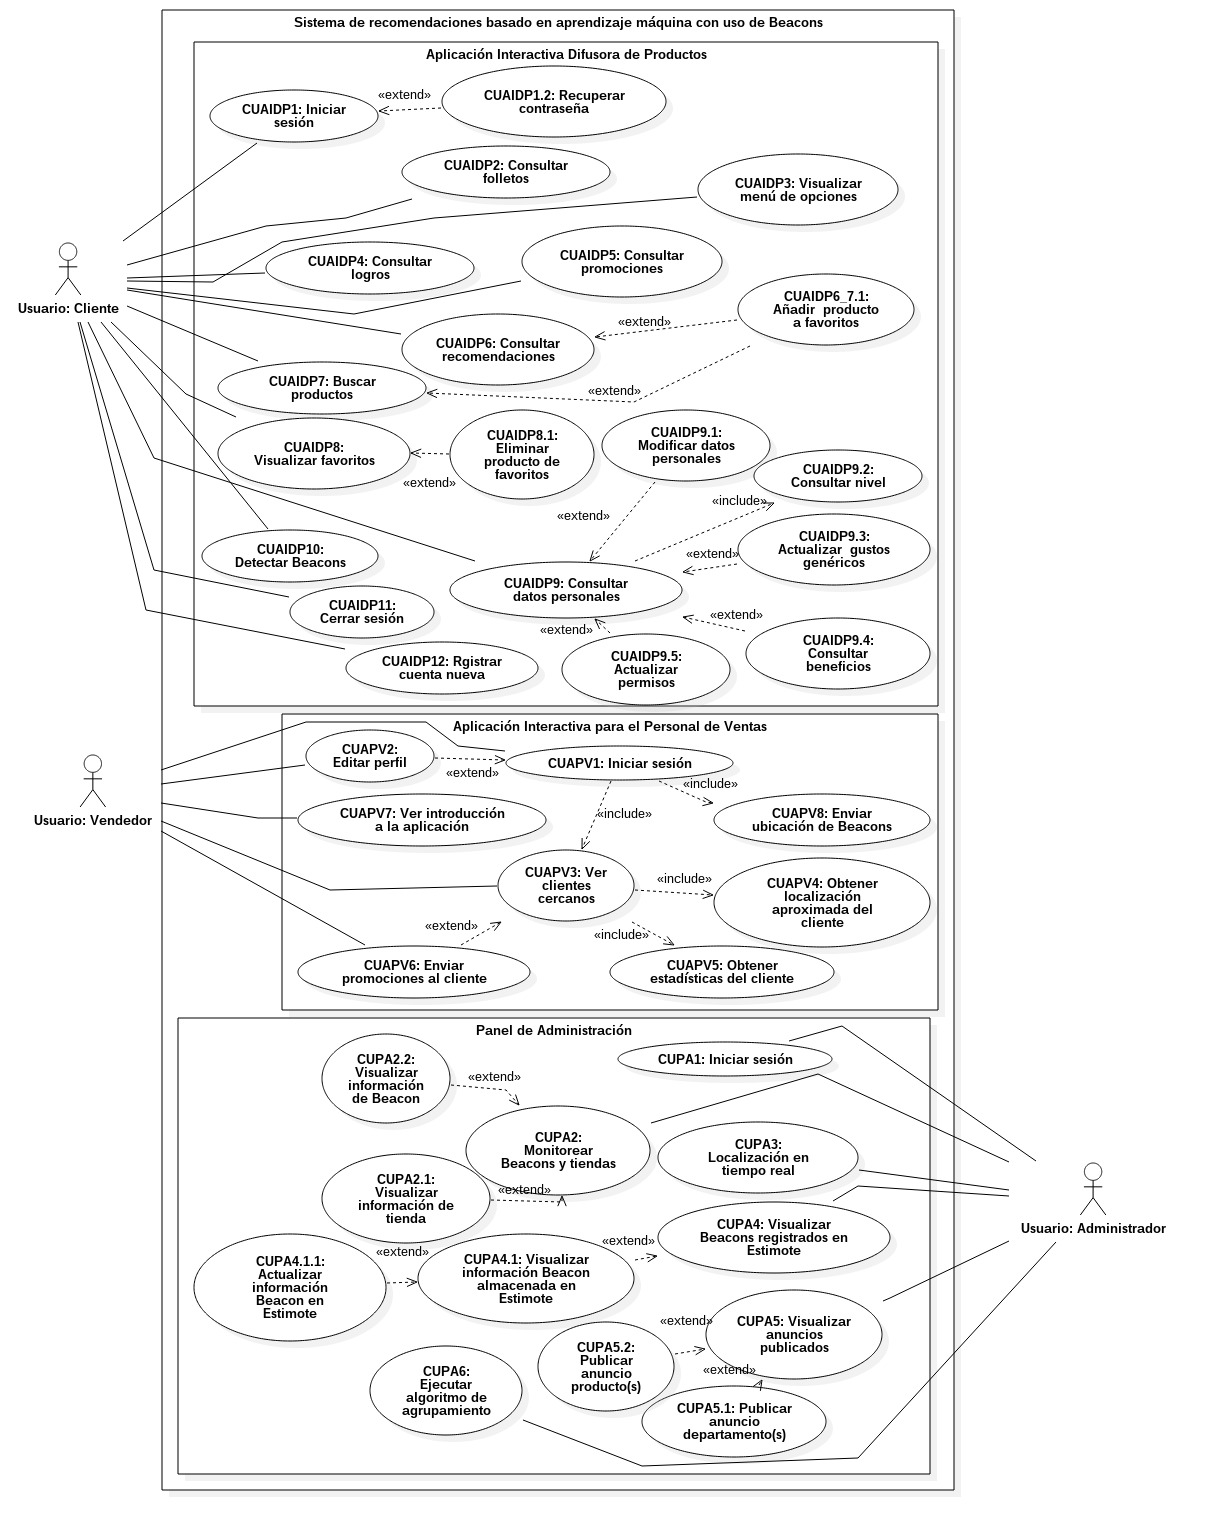 Sistema de recomendaciones basado en aprendizaje máquina con uso de Beacons
Aplicación Interactiva Difusora de Productos
CUAIDP1: Iniciar
sesión
«extend»
CUAIDP1.2: Recuperar
contraseña
CUAIDP2: Consultar
folletos
CUAIDP3: Visualizar
menú de opciones
CUAIDP4: Consultar
logros
CUAIDP5: Consultar
promociones
Usuario: Cliente
CUAIDP6_7.1:
Añadir producto
a favoritos
«extend»
CUAIDP6: Consultar
recomendaciones
CUAIDP7: Buscar
productos
«extend»
CUAIDP8:
Visualizar favoritos
«extend»
CUAIDP8.1:
Eliminar
producto de
favoritos
CUAIDP9.1:
Modificar datos
personales
CUAIDP9.2:
Consultar nivel
«include»
«extend»
CUAIDP9.3:
Actualizar gustos
genéricos
«extend»
CUAIDP10:
Detectar Beacons
CUAIDP9: Consultar
datos personales
CUAIDP11:
Cerrar sesión
«extend»
«extend»
CUAIDP9.4:
Consultar
beneficios
CUAIDP12: Rgistrar
cuenta nueva
CUAIDP9.5:
Actualizar
permisos
Aplicación Interactiva para el Personal de Ventas
CUAPV2:
Editar perfil
«extend»
CUAPV1: Iniciar sesión
«include»
Usuario: Vendedor
CUAPV7: Ver introducción
a la aplicación
«include»
CUAPV8: Enviar
ubicación de Beacons
CUAPV3: Ver
clientes
cercanos
«include»
CUAPV4: Obtener
localización
aproximada del
cliente
«extend»
«include»
CUAPV6: Enviar
promociones al cliente
CUAPV5: Obtener
estadísticas del cliente
Panel de Administración
CUPA2.2:
Visualizar
información
de Beacon
«extend»
CUPA1: Iniciar sesión
CUPA2:
Monitorear
Beacons y tiendas
CUPA3:
Localización en
tiempo real
CUPA2.1:
Visualizar
información de
tienda
«extend»
Usuario: Administrador
CUPA4: Visualizar
Beacons registrados en
Estimote
«extend»
«extend»
CUPA4.1.1:
Actualizar
información
Beacon en
Estimote
CUPA4.1: Visualizar
información Beacon
almacenada en
Estimote
«extend»
CUPA5: Visualizar
anuncios
publicados
CUPA5.2:
Publicar
anuncio
producto(s)
«extend»
CUPA6:
Ejecutar
algoritmo de
agrupamiento
CUPA5.1: Publicar
anuncio
departamento(s)